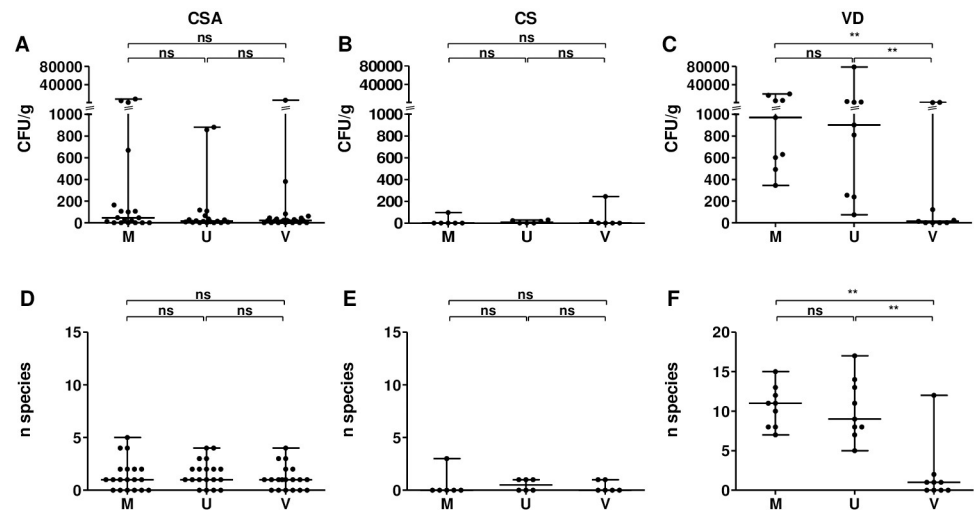 CSA CS VD
A ns B ns C **
ns ns ns ns ns **
80000 80000 80000
40000 40000 40000
1000 1000 1000
800 800 800
600 600 600
400 400 400
200 200 200
0 0 0
CFU/g CFU/g CFU/g
M U V M U V M U V
D ns E ns F **
ns ns ns ns ns **
15 15 20
10 10 15
5 5 10
0 0 5
0
n species n species n species
M U V M U V M U V